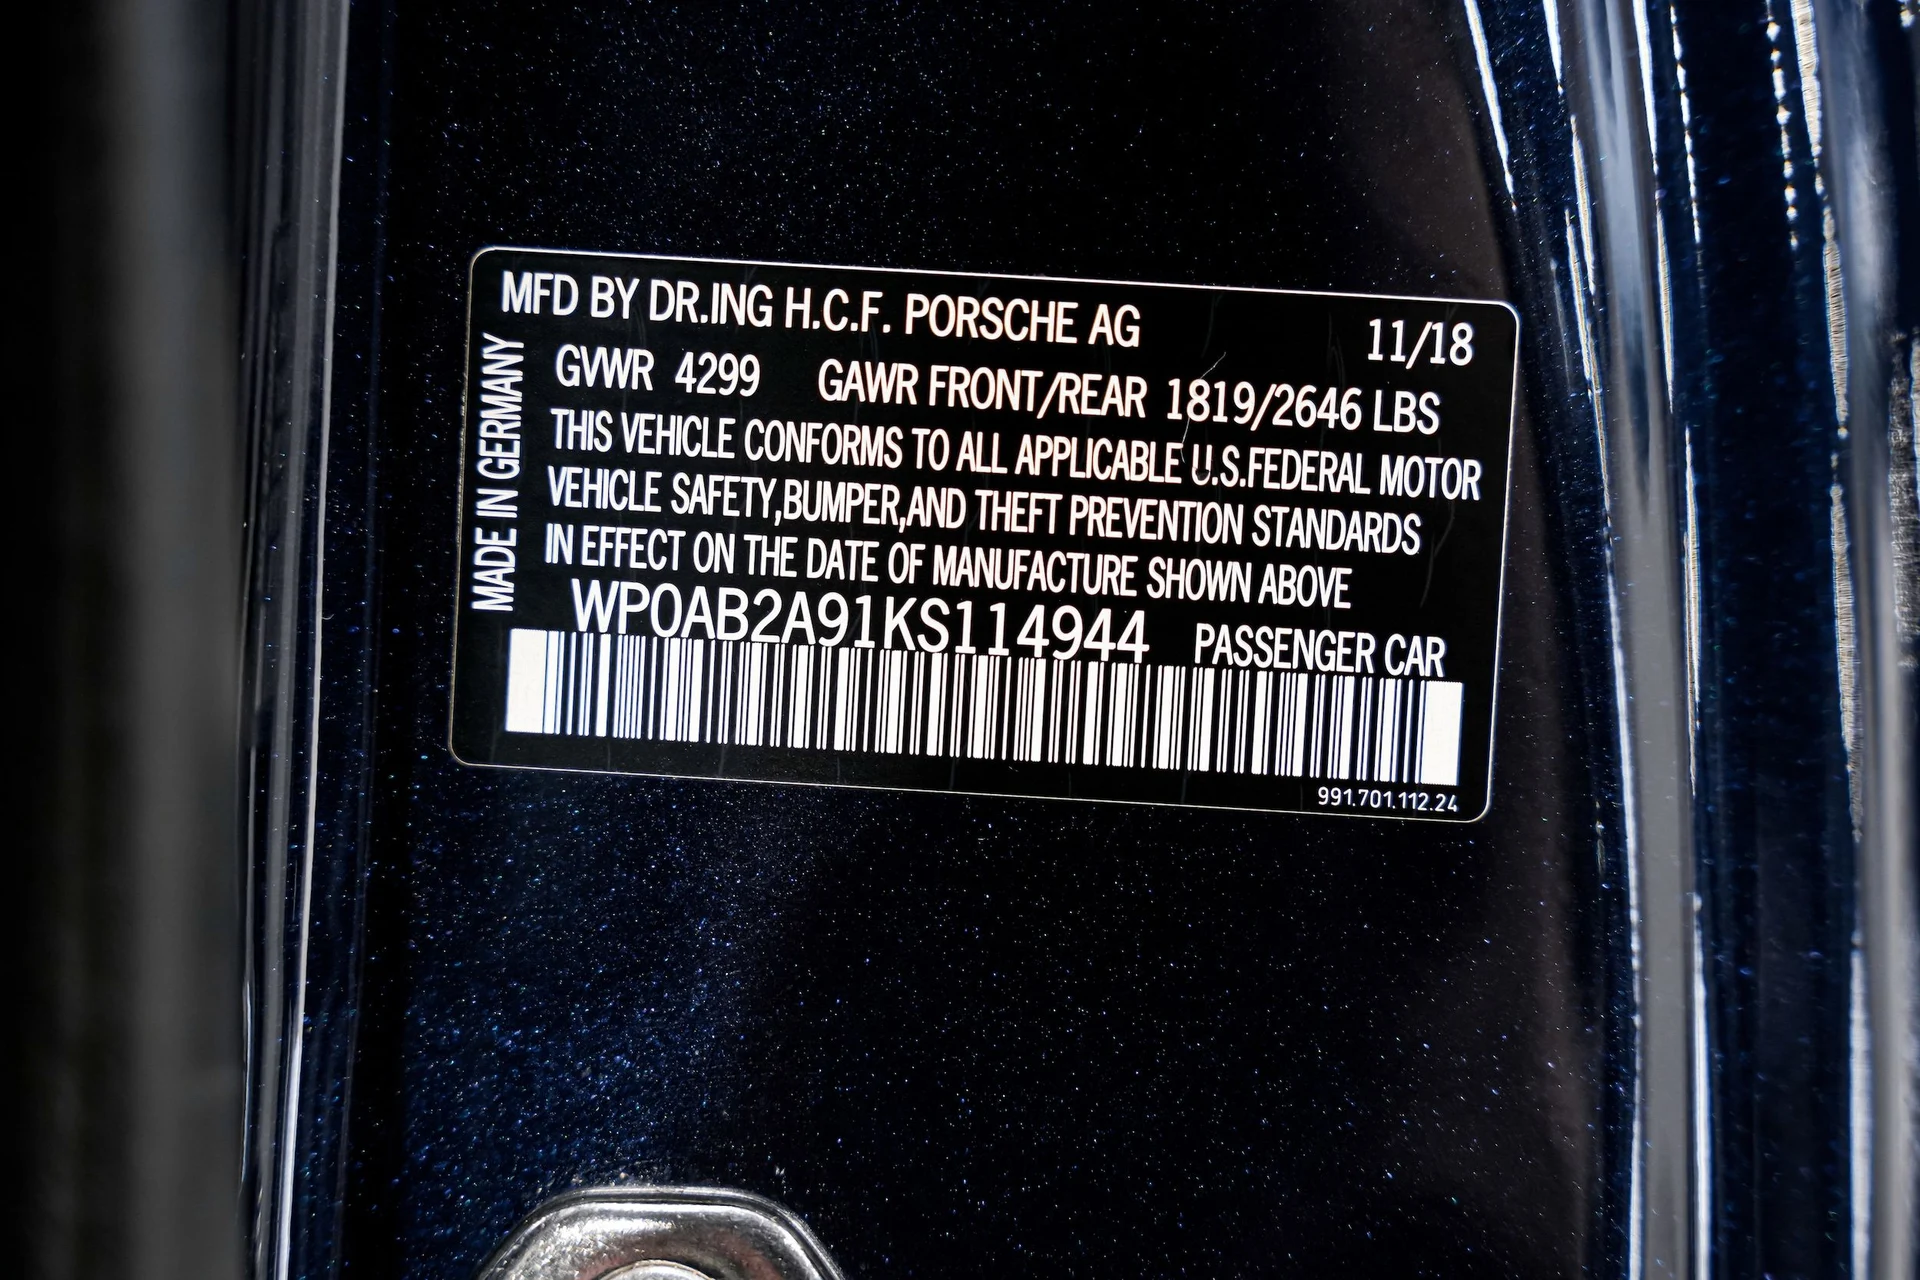 MFD BY DR.ING H.C.F. PORSCHE AG 11/18
GVWR 4299 GAWR FRONT/REAR 1819/2646 LBS
THIS VEHICLE CONFORMS TO ALL APPLICABLE U.S.FEDERAL MOTOR
VEHICLE SAFETY,BUMPER,AND THEFT PREVENTION STANDARDS
IN EFFECT ON THE DATE OF MANUFACTURE SHOWN ABOVE
WP0AB2A91KS114944 PASSENGER CAR
991.701.112.24
MADE IN GERMANY